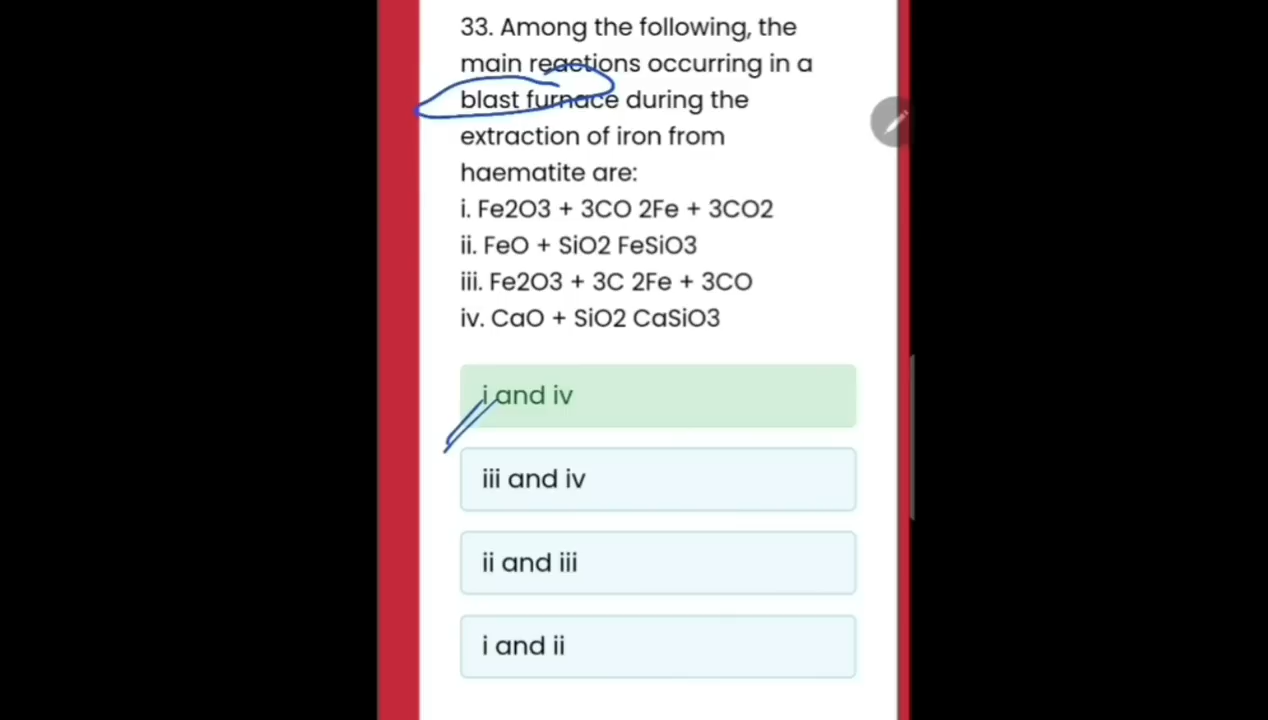 33. Among the following, the
main reactions occurring in a
blast furnace during the
extraction of iron from
haematite are:
i. Fe2O3 + 3CO 2Fe + 3CO2
ii. FeO + SiO2 FeSiO3
iii. Fe2O3 + 3C 2Fe + 3CO
iv. CaO + SiO2 CaSiO3
i and iv
iii and iv
ii and iii
i and ii